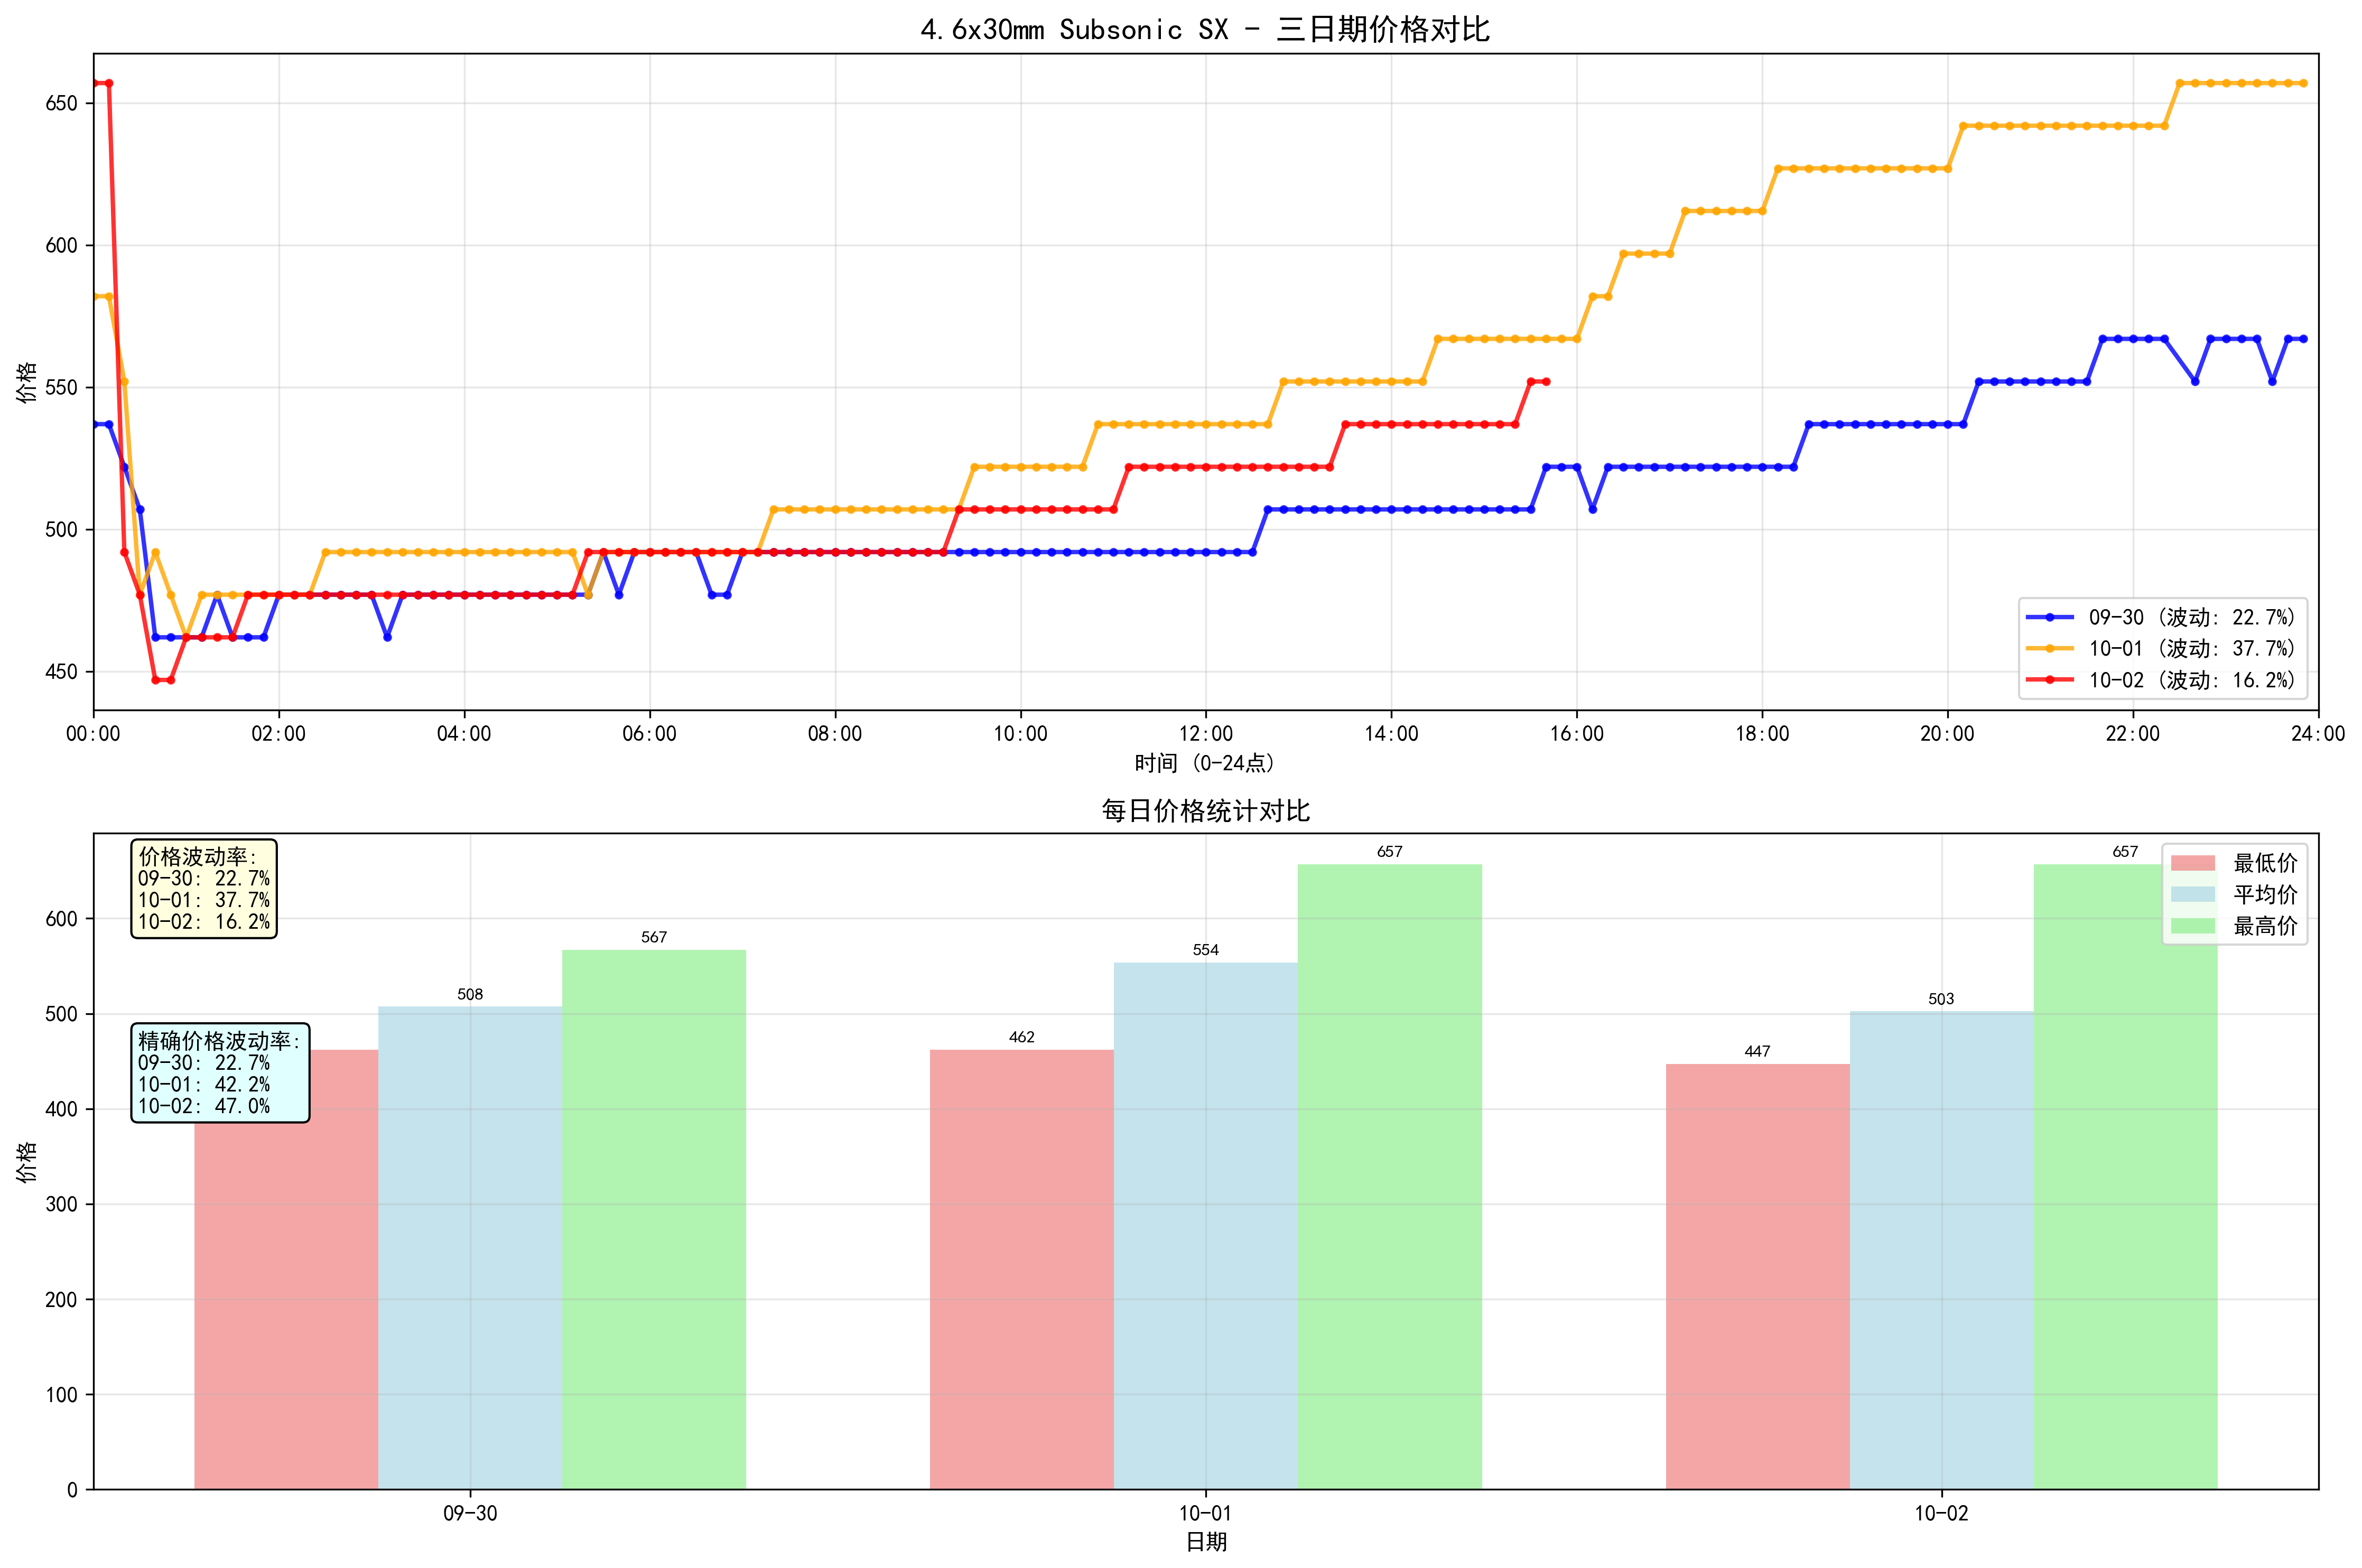 4.6x30mm Subsonic SX - 三日期价格对比
价格
650
600
550
500
450
09-30 (波动: 22.7%)
10-01 (波动: 37.7%)
10-02 (波动: 16.2%)
00:00 02:00 04:00 06:00 08:00 10:00 12:00 14:00 16:00 18:00 20:00 22:00 24:00
时间 (0-24点)
每日价格统计对比
价格
600
500
400
300
200
100
0
价格波动率:
09-30: 22.7%
10-01: 37.7%
10-02: 16.2%
精确价格波动率:
09-30: 22.7%
10-01: 42.2%
10-02: 47.0%
508
567
462
554
657
447
503
657
最低价
平均价
最高价
09-30 10-01 10-02
日期